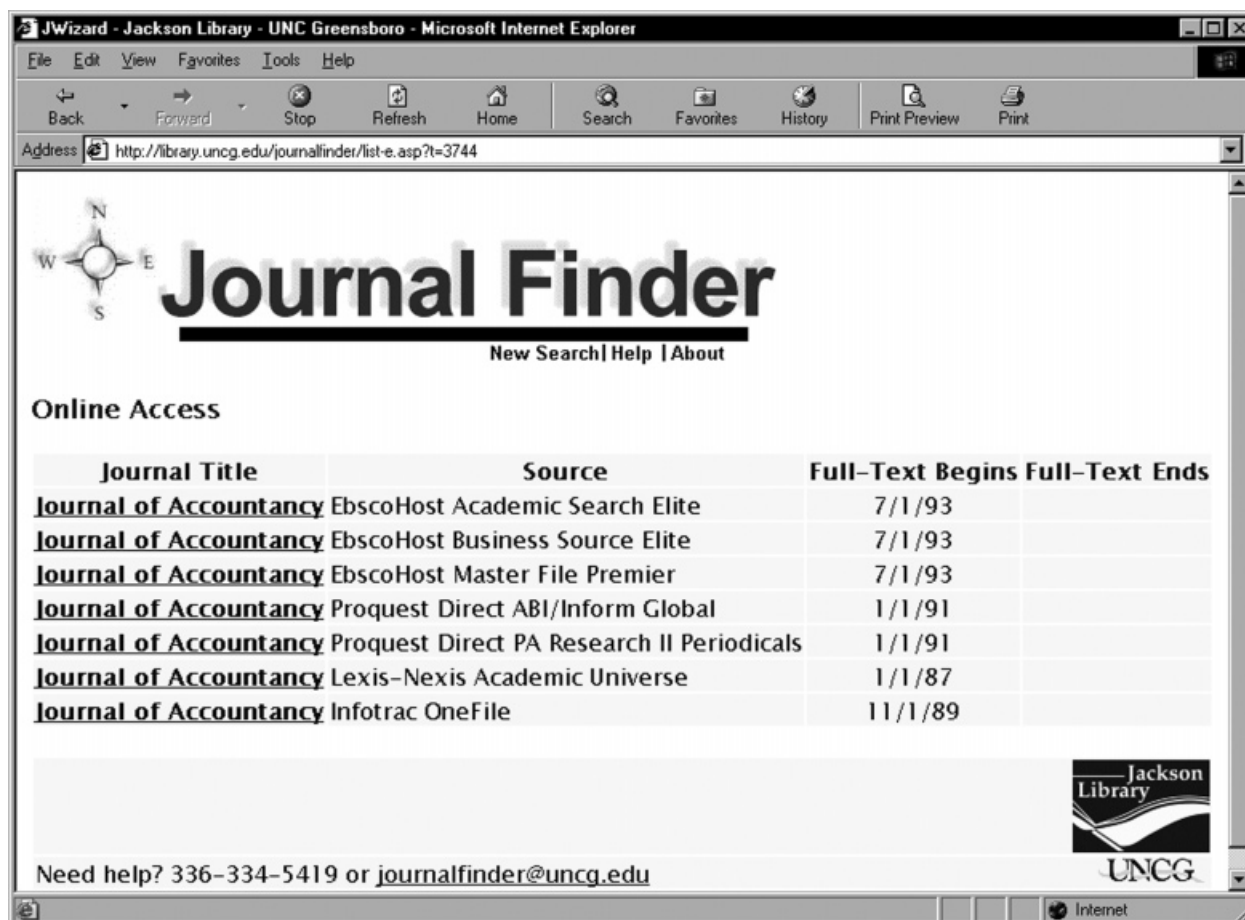 JWizard - Jackson Library - UNC Greensboro - Microsoft Internet Explorer
File Edit View Favorites Tools Help
Back Forward Stop Refresh Home Search Favorites History Print Preview Print
Address http://library.uncg.edu/journalfinder/list-e.asp?t=3744
N
W E
S
Journal Finder
New Search| Help | About
Online Access
Journal Title Source Full-Text Begins Full-Text Ends
Journal of Accountancy EbscoHost Academic Search Elite 7/1/93
Journal of Accountancy EbscoHost Business Source Elite 7/1/93
Journal of Accountancy EbscoHost Master File Premier 7/1/93
Journal of Accountancy Proquest Direct ABI/Inform Global 1/1/91
Journal of Accountancy Proquest Direct PA Research II Periodicals 1/1/91
Journal of Accountancy Lexis-Nexis Academic Universe 1/1/87
Journal of Accountancy Infotrac OneFile 11/1/89
Jackson
Library
UNCG
Need help? 336-334-5419 or journalfinder@uncg.edu
Internet